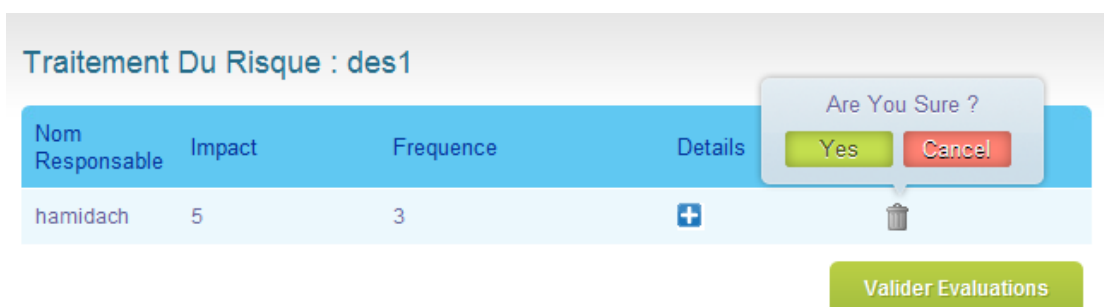 Traitement Du Risque : des1
Are You Sure ?
Yes Cancel
Nom Responsable Impact Frequence Details
hamidach 5 3
Valider Evaluations